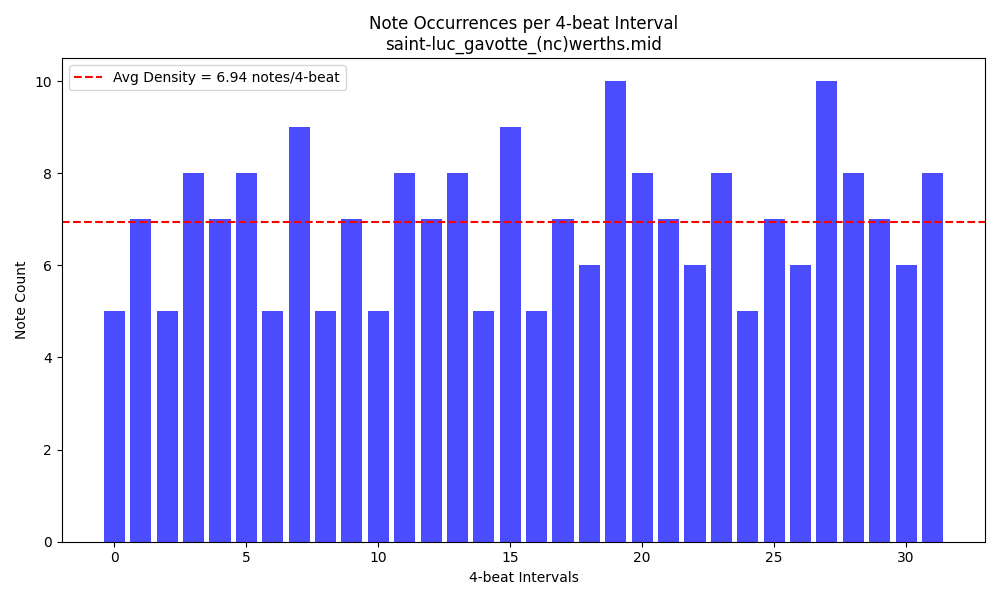 Note Occurrences per 4-beat Interval
saint-luc_gavotte_(nc)werths.mid
Avg Density = 6.94 notes/4-beat
Note Count
10
8
6
4
2
0
0 5 10 15 20 25 30
4-beat Intervals